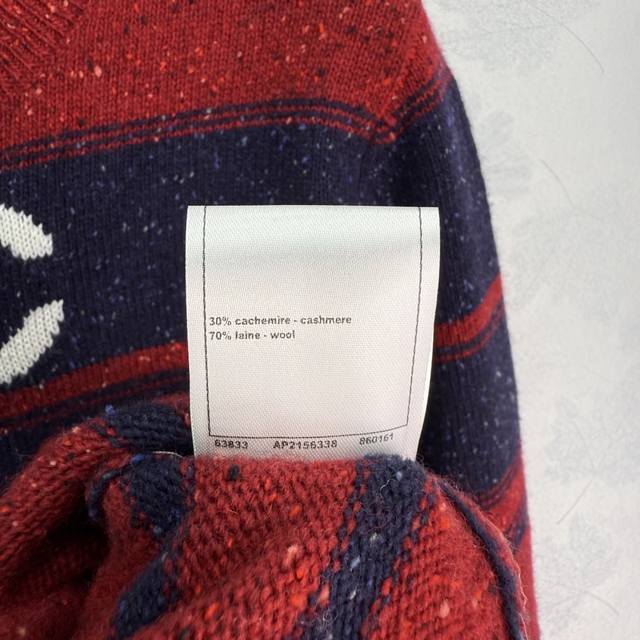 30% cachemire - cashmere
70% laine - wool
63833 AP2156338 860161